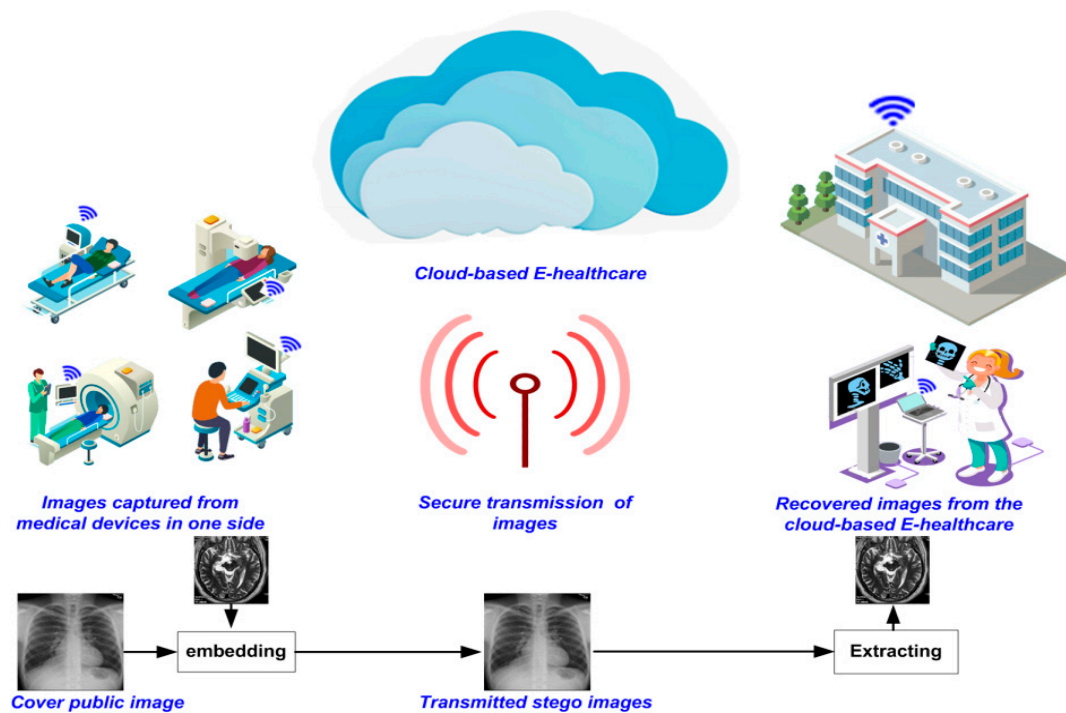 Cloud-based E-healthcare
Images captured from
medical devices in one side
Secure transmission of
images
Recovered images from the
cloud-based E-healthcare
embedding
Extracting
Cover public image
Transmitted stego images